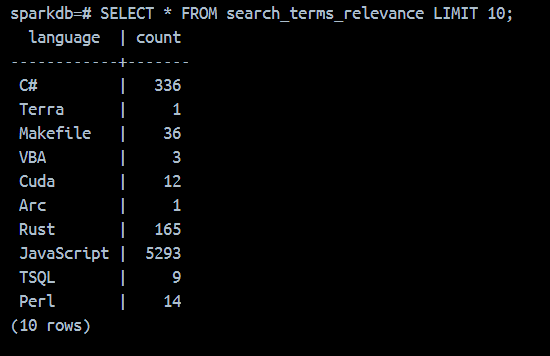 sparkdb=# SELECT * FROM search_terms_relevance LIMIT 10;
  language  | count
------------+-------
 C#         |   336
 Terra      |     1
 Makefile   |    36
 VBA        |     3
 Cuda       |    12
 Arc        |     1
 Rust       |   165
 JavaScript |  5293
 TSQL       |     9
 Perl       |    14
(10 rows)